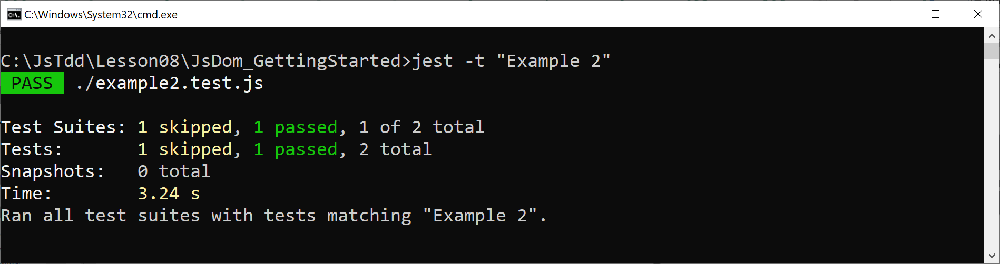 C:\Windows\System32\cmd.exe
C:\JsTdd\Lesson08\JsDom_GettingStarted>jest -t "Example 2"
PASS ./example2.test.js
Test Suites: 1 skipped, 1 passed, 1 of 2 total
Tests: 1 skipped, 1 passed, 2 total
Snapshots: 0 total
Time: 3.24 s
Ran all test suites with tests matching "Example 2".